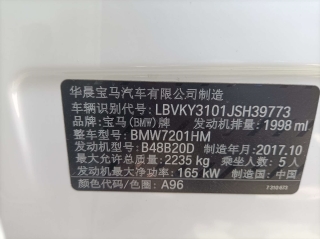 华晨宝马汽车有限公司制造
车辆识别代号: LBVKY3101JSH39773
品牌: 宝马(BMW)牌 发动机排量: 1998 ml
整车型号: BMW7201HM
发动机型号: B48B20D 制造年月: 2017.10
最大允许总质量: 2235 kg 乘坐人数: 5 人
发动机最大净功率: 165 kW 制造国: 中国
颜色代码/色: A96